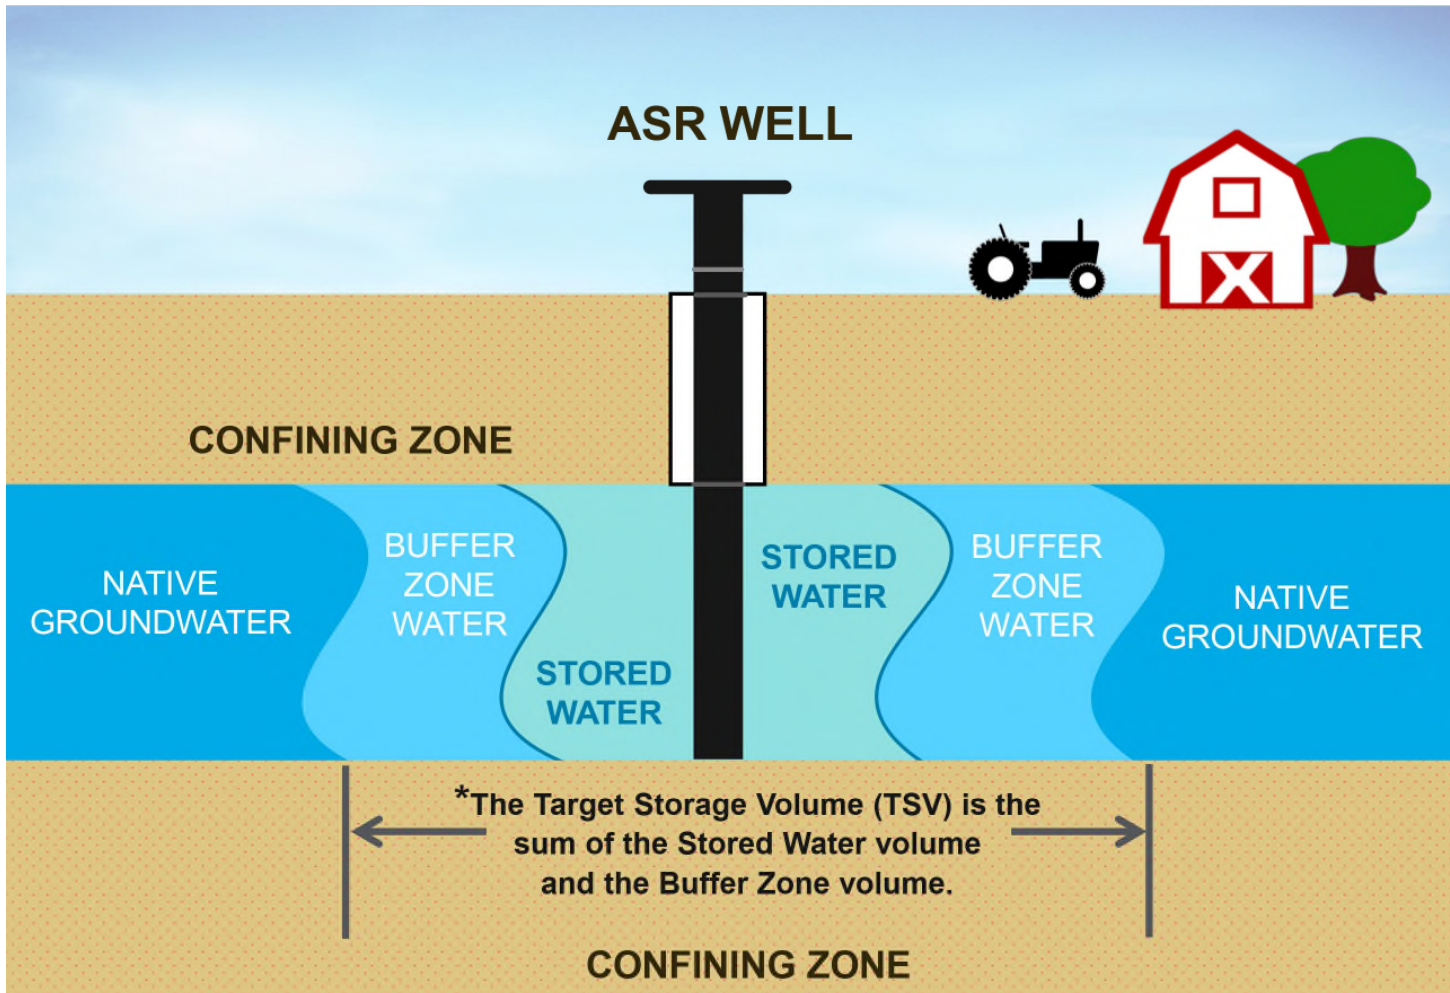 ASR WELL
CONFINING ZONE
NATIVE
GROUNDWATER
BUFFER
ZONE
WATER
STORED
WATER
STORED
WATER
BUFFER
ZONE
WATER
NATIVE
GROUNDWATER
*The Target Storage Volume (TSV) is the
sum of the Stored Water volume
and the Buffer Zone volume.
CONFINING ZONE